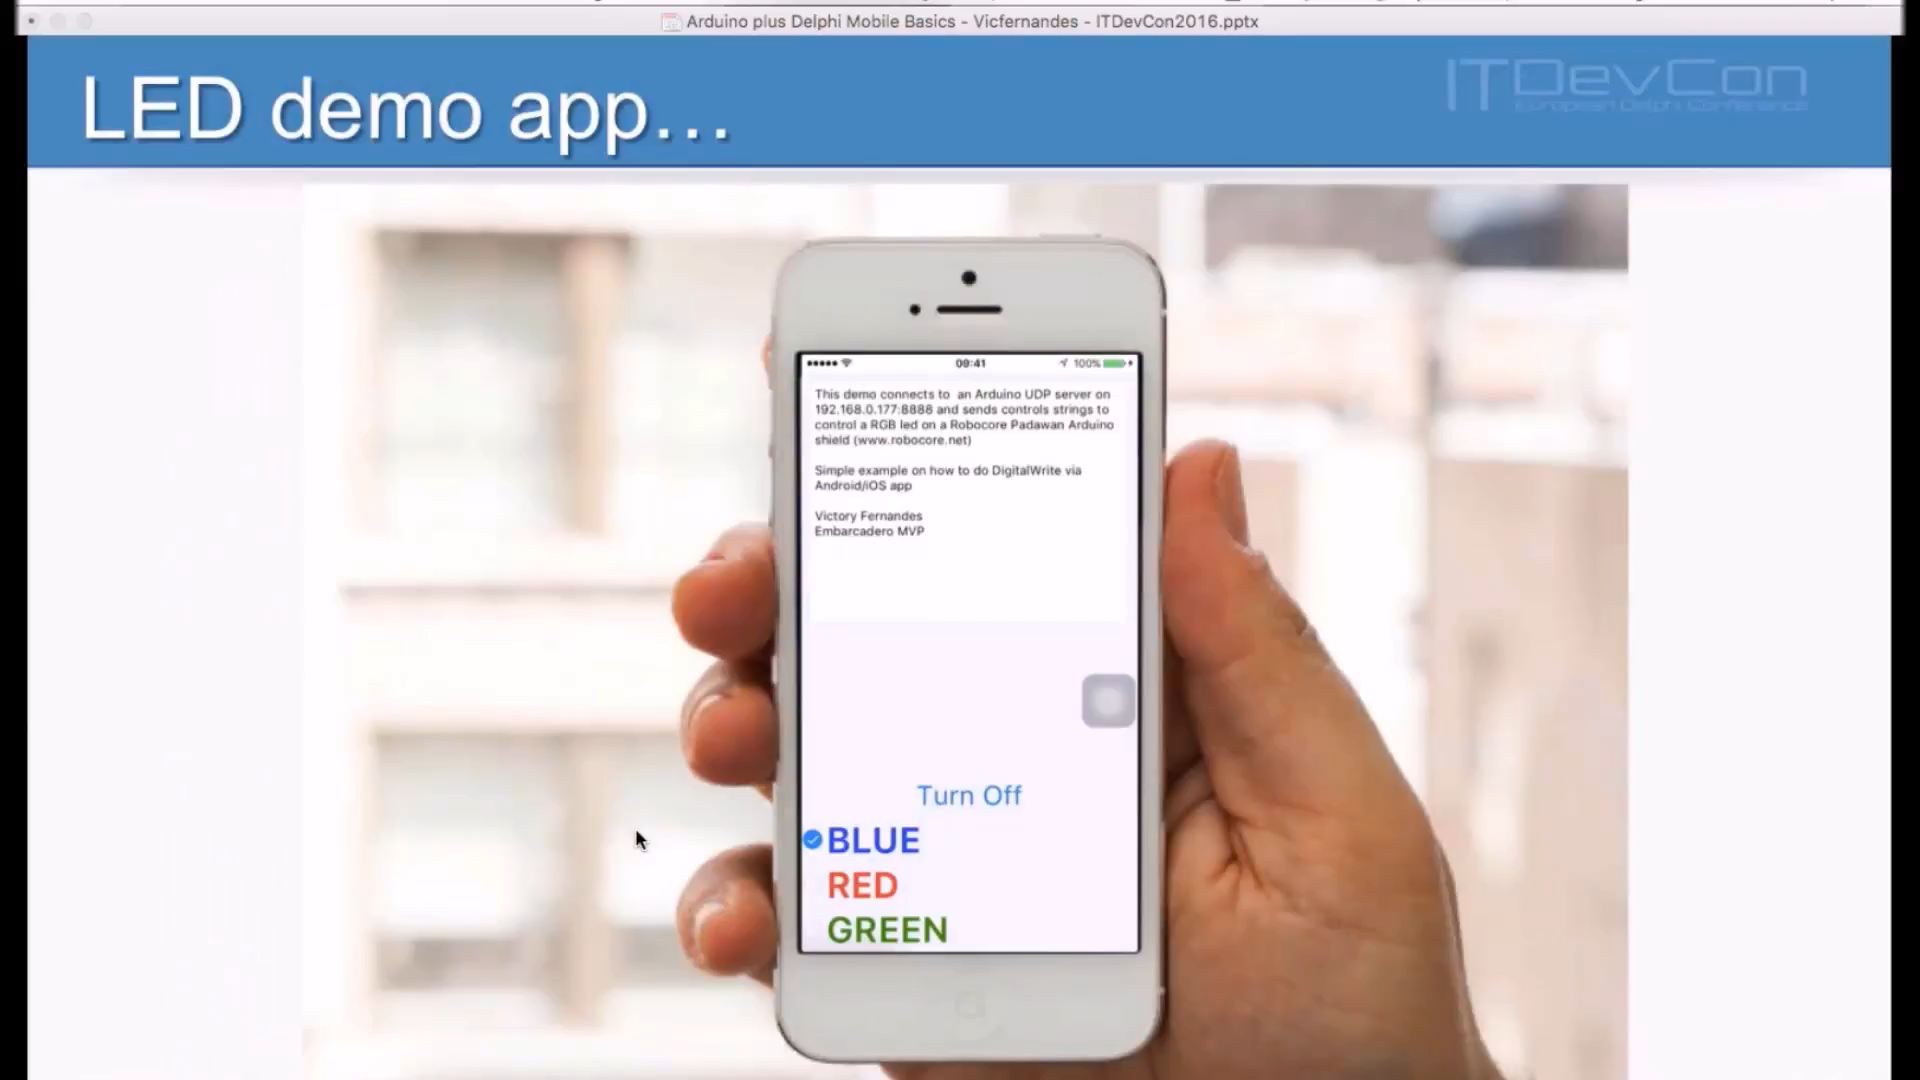 Arduino plus Delphi Mobile Basics - Vicfernandes - ITDevCon2016.pptx
LED demo app...
ITDevCon
European Delphi Conference
09:41
100%
This demo connects to an Arduino UDP server on
192.168.0.177:8888 and sends controls strings to
control a RGB led on a Robocore Padawan Arduino
shield (www.robocore.net)
Simple example on how to do DigitalWrite via
Android/iOS app
Victory Fernandes
Embarcadero MVP
Turn Off
BLUE
RED
GREEN